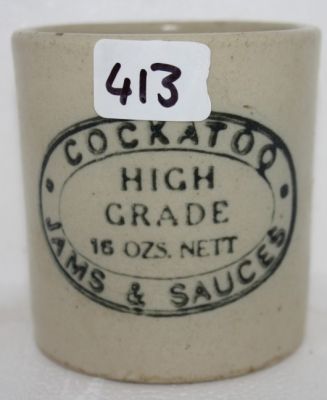 413
COCKATOO
HIGH
GRADE
16 OZS. NETT
JAMS & SAUCES